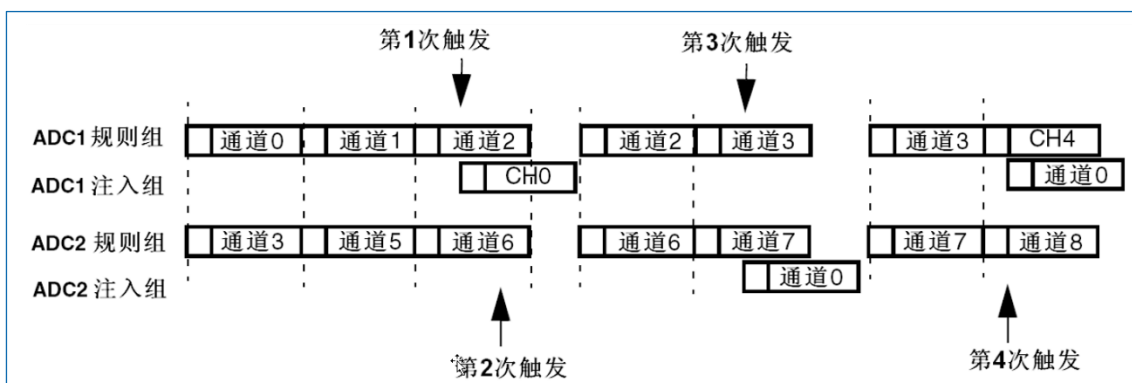 第1次触发 第3次触发
ADC1 规则组 通道0 通道1 通道2 通道2 通道3 通道3 CH4
ADC1 注入组 CH0 通道0
ADC2 规则组 通道3 通道5 通道6 通道6 通道7 通道7 通道8
ADC2 注入组 通道0
第2次触发 第4次触发